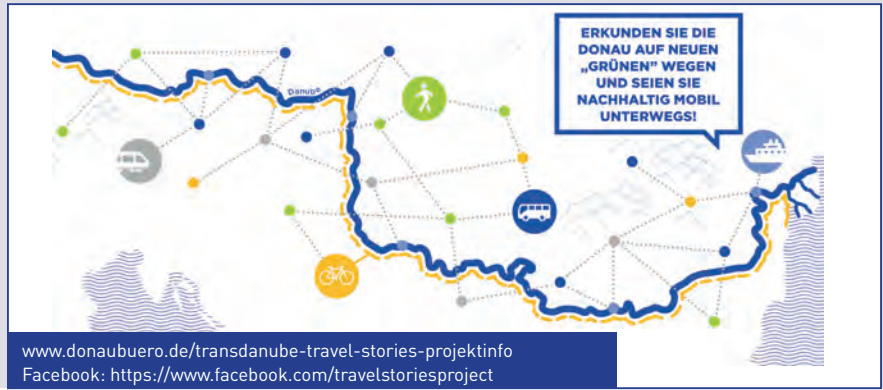 ERKUNDEN SIE DIE
DONAU AUF NEUEN
„GRÜNEN” WEGEN
UND SEIEN SIE
NACHHALTIG MOBIL
UNTERWEGS!
Danube
www.donaubuero.de/transdanube-travel-stories-projektinfo
Facebook: https://www.facebook.com/travelstoriesproject